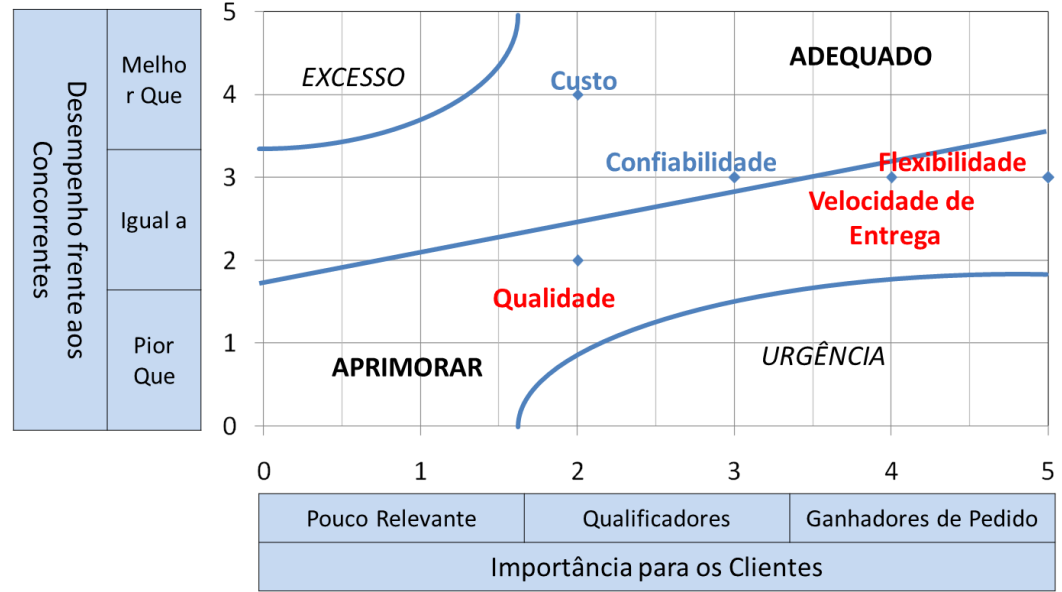 Desempenho frente aos
Concorrentes
Melho
r Que
Igual a
Pior
Que
5
4
3
2
1
0
EXCESSO
ADEQUADO
Custo
Confiabilidade
Flexibilidade
Velocidade de
Entrega
Qualidade
APRIMORAR
URGÊNCIA
0
1
2
3
4
5
Pouco Relevante
Qualificadores
Ganhadores de Pedido
Importância para os Clientes